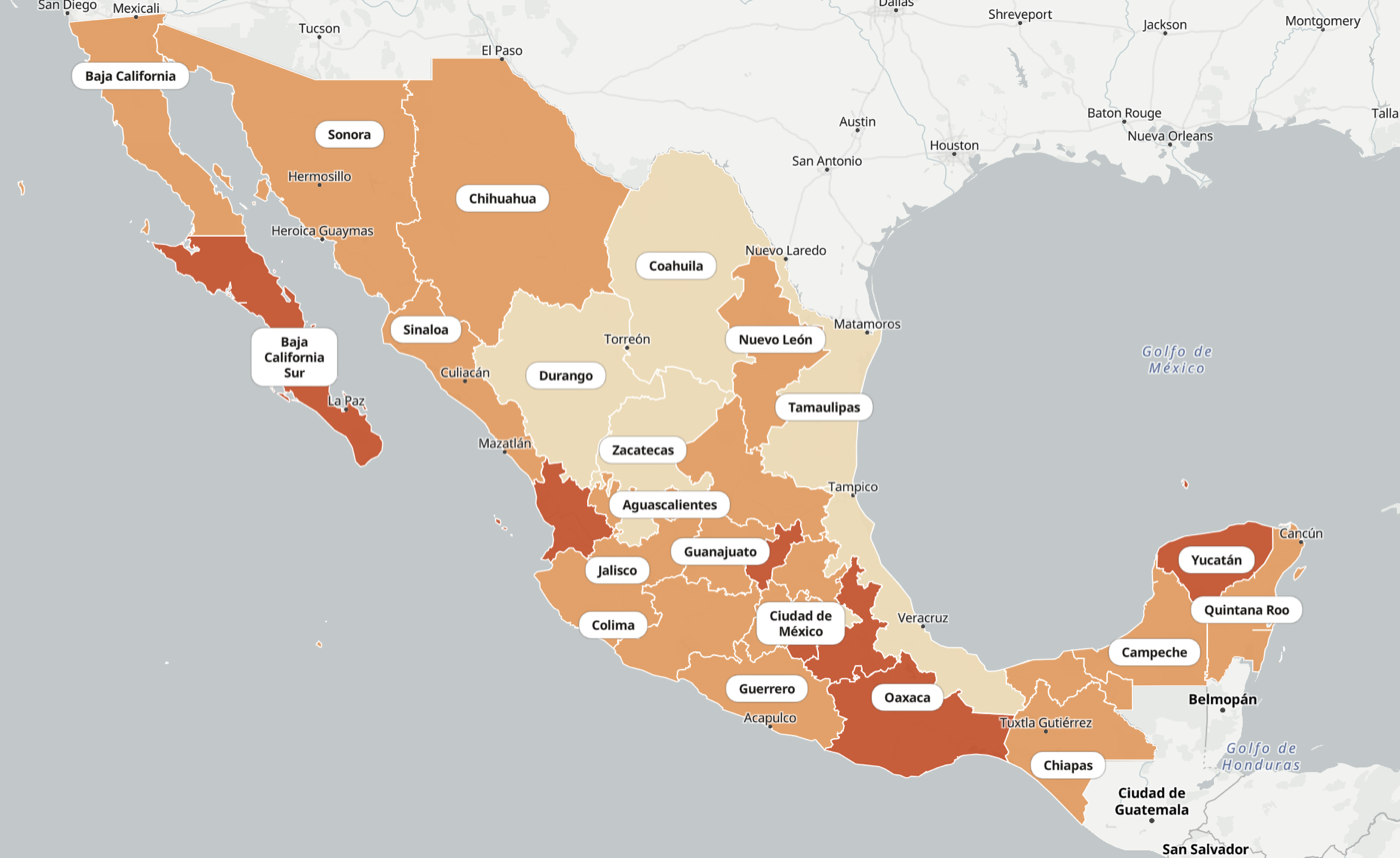 San Diego
Mexicali
Tucson
El Paso
Dallas
Shreveport
Jackson
Montgomery
Baja California
Sonora
Hermosillo
Heroica Guaymas
Chihuahua
Austin
San Antonio
Houston
Baton Rouge
Nueva Orleans
Talla
Coahuila
Nuevo Laredo
Sinaloa
Culiacán
Baja
California
Sur
La Paz
Durango
Torreón
Nuevo León
Matamoros
Golfo de
México
Tamaulipas
Mazatlán
Zacatecas
Tampico
Aguascalientes
Guanajuato
Jalisco
Colima
Ciudad de
México
Veracruz
Yucatán
Cancún
Quintana Roo
Campeche
Guerrero
Acapulco
Oaxaca
Tuxtla Gutiérrez
Chiapas
Belmopán
Golfo de
Honduras
Ciudad de
Guatemala
San Salvador